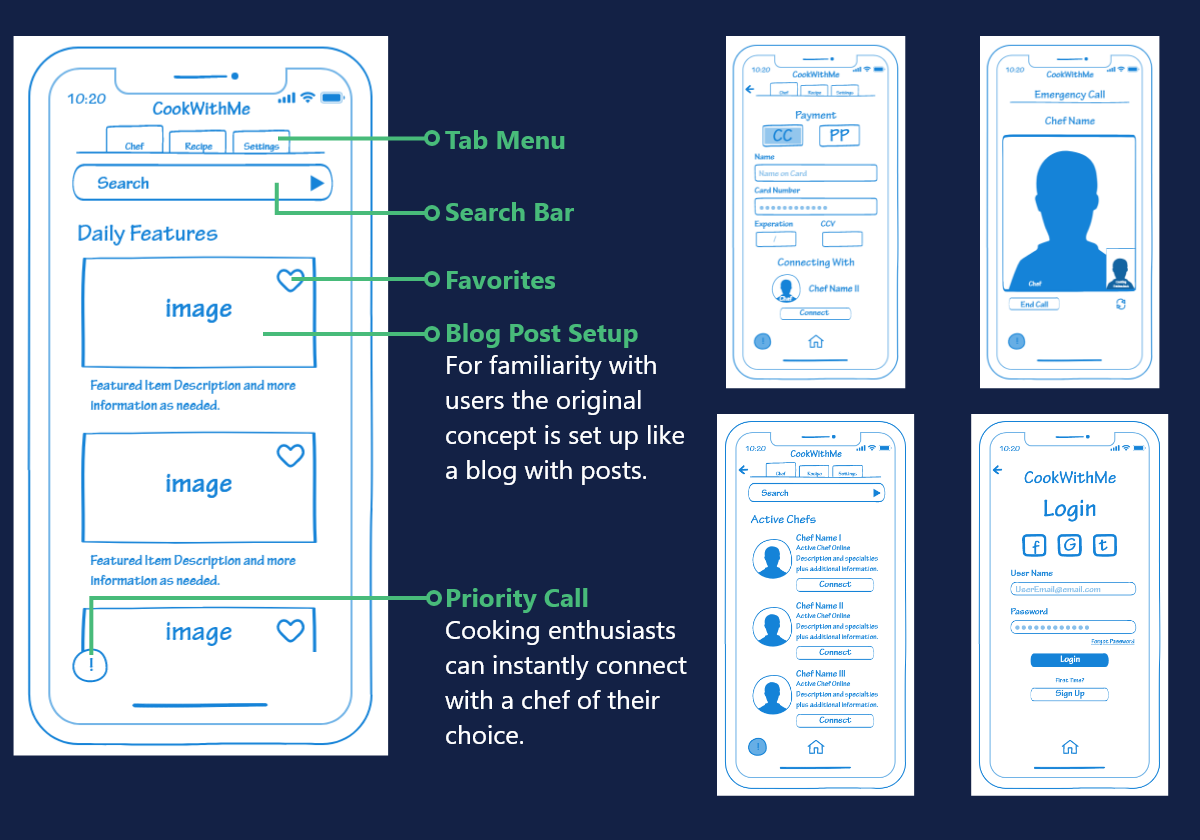 10:20
CookWithMe
Chef
Recipe
Settings
Search
Daily Features
image
Featured Item Description and more
information as needed.
image
Featured Item Description and more
information as needed.
image
!
Tab Menu
Search Bar
Favorites
Blog Post Setup
For familiarity with
users the original
concept is set up like
a blog with posts.
Priority Call
Cooking enthusiasts
can instantly connect
with a chef of their
choice.
10:20
CookWithMe
Chef
Recipe
Settings
Payment
CC
PP
Name
Name on Card
Card Number
Experation
CCV
/
Connecting With
Chef
Chef Name II
Connect
!
10:20
CookWithMe
Emergency Call
Chef Name
Chef
End Call
!
10:20
CookWithMe
Chef
Recipe
Settings
Search
Active Chefs
Chef Name I
Active Chef Online
Description and specialties
plus additional information.
Connect
Chef Name II
Active Chef Online
Description and specialties
plus additional information.
Connect
Chef Name III
Active Chef Online
Description and specialties
plus additional information.
Connect
!
10:20
CookWithMe
Login
f
G
t
User Name
UserEmail@email.com
Password
Forgot Password
Login
First Time?
Sign Up